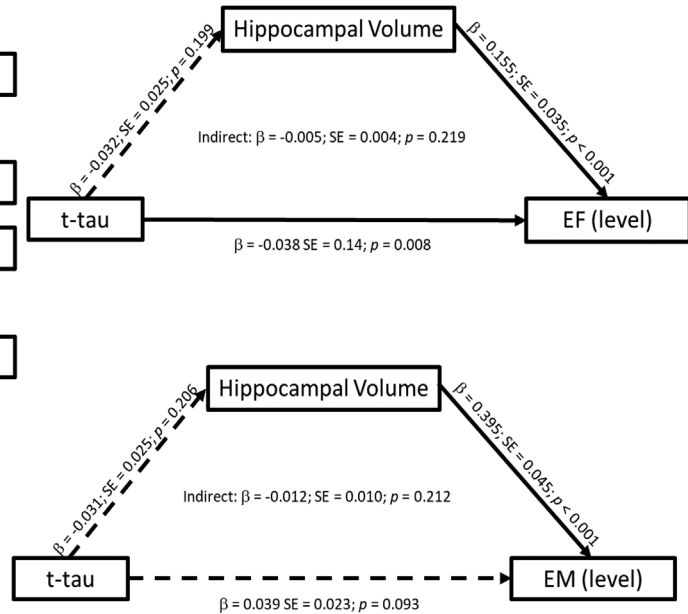 Hippocampal Volume
β = -0.032; SE = 0.025; p = 0.199
β = 0.155; SE = 0.035; p < 0.001
Indirect: β = -0.005; SE = 0.004; p = 0.219
t-tau
EF (level)
β = -0.038 SE = 0.14; p = 0.008
Hippocampal Volume
β = -0.031; SE = 0.025; p = 0.206
β = 0.395; SE = 0.045; p < 0.001
Indirect: β = -0.012; SE = 0.010; p = 0.212
t-tau
EM (level)
β = 0.039 SE = 0.023; p = 0.093